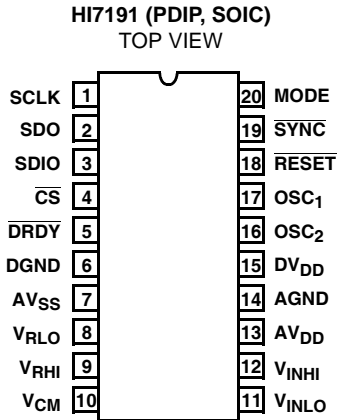 HI7191 (PDIP, SOIC)
TOP VIEW
SCLK 1 20 MODE
SDO 2 19 SYNC
SDIO 3 18 RESET
CS 4 17 OSC1
DRDY 5 16 OSC2
DGND 6 15 DVDD
AVSS 7 14 AGND
VRLO 8 13 AVDD
VRHI 9 12 VINHI
VCM 10 11 VINLO